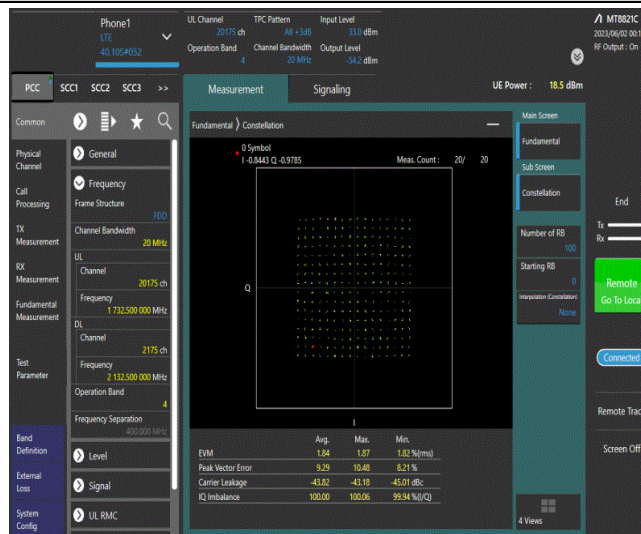 Phone1
LTE
40.105#052
UL Channel
20175 ch
TPC Pattern
All +3dB
Input Level
33.0 dBm
Operation Band
4
Channel Bandwidth
20 MHz
Output Level
-54.2 dBm
MT8821C
2023/06/02 00:1
RF Output : On
PCC SCC1 SCC2 SCC3 >>
Measurement
Signaling
UE Power : 18.5 dBm
Common
Physical
Channel
Call
Processing
TX
Measurement
RX
Measurement
Fundamental
Measurement
Test
Parameter
Band
Definition
External
Loss
System
Config
General
Frequency
Frame Structure
FDD
Channel Bandwidth
20 MHz
UL
Channel
20175 ch
Frequency
1 732.500 000 MHz
DL
Channel
2175 ch
Frequency
2 132.500 000 MHz
Operation Band
4
Frequency Separation
400.000 MHz
Level
Signal
UL RMC
Fundamental Constellation
0 Symbol
I -0.8443 Q -0.9785
Meas. Count : 20/ 20
Q
I
Avg. Max. Min.
EVM 1.84 1.87 1.82 %(rms)
Peak Vector Error 9.29 10.48 8.21 %
Carrier Leakage -43.82 -43.18 -45.01 dBc
IQ Imbalance 100.00 100.06 99.94 %(I/Q)
Main Screen
Fundamental
Sub Screen
Constellation
Number of RB
100
Starting RB
0
Interpolation (Constellation)
None
4 Views
End
Tx
Rx
Remote
Go To Loca
Connected
Remote Trac
Screen Off